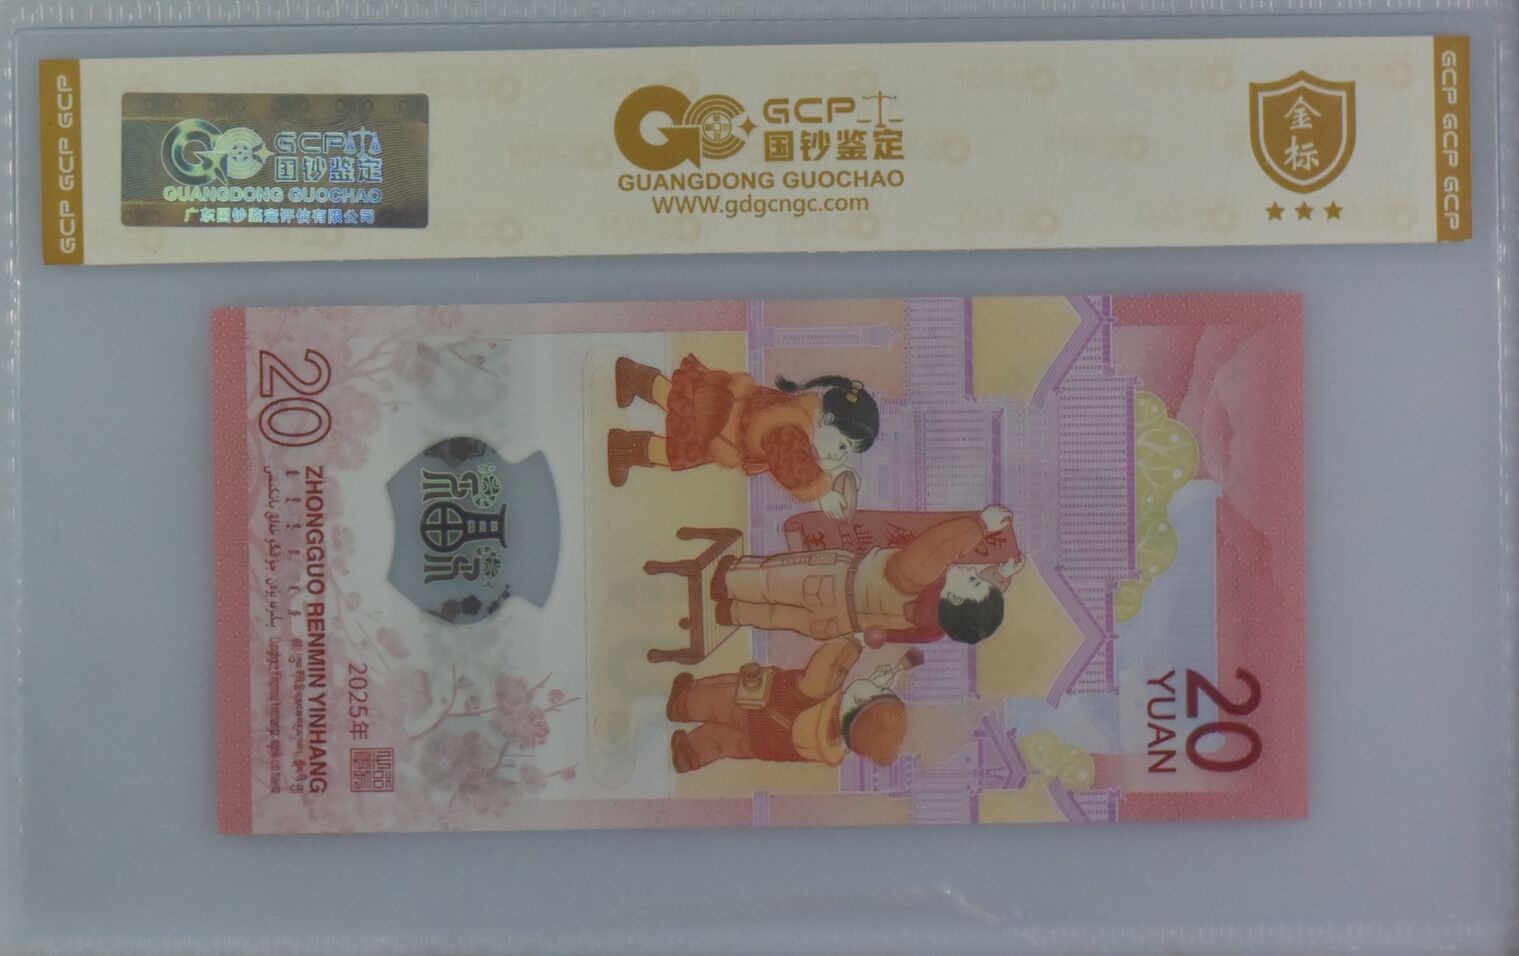 GCP GCP GCP
GCP
国钞鉴定
GUANGDONG GUOCHAO
广东国钞鉴定评估有限公司
GCP
国钞鉴定
GUANGDONG GUOCHAO
WWW.gdgcngc.com
金
标
GCP GCP GCP
20
ZHONGGUO RENMIN YINHANG
2025年
20
YUAN